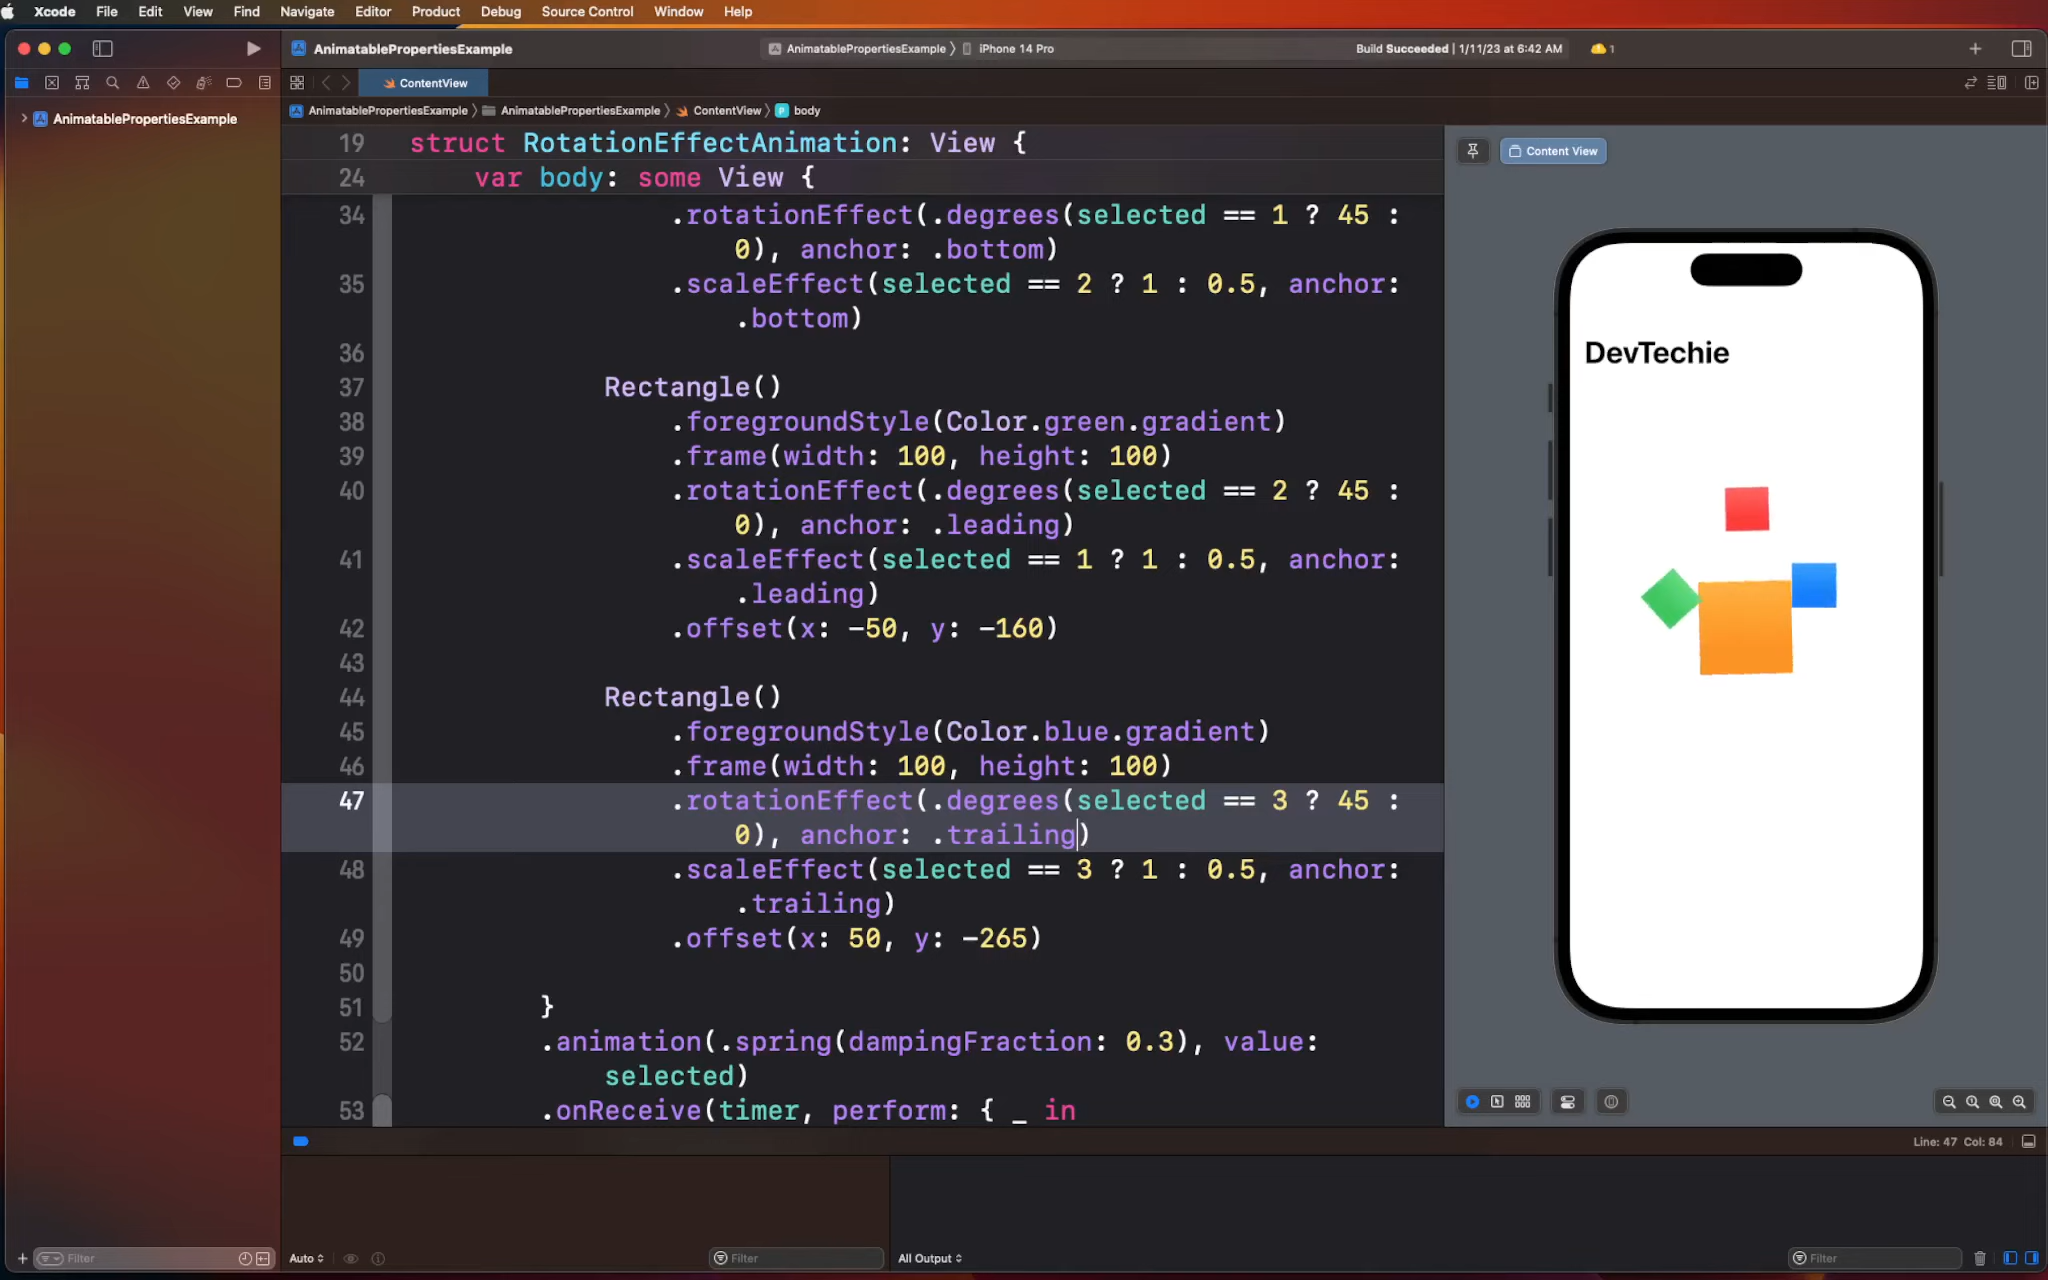 Xcode File Edit View Find Navigate Editor Product Debug Source Control Window Help
AnimatablePropertiesExample
AnimatablePropertiesExample 〉 iPhone 14 Pro
Build Succeeded | 1/11/23 at 6:42 AM
1
ContentView
AnimatablePropertiesExample
AnimatablePropertiesExample 〉 AnimatablePropertiesExample 〉 ContentView 〉 body
19 struct RotationEffectAnimation: View {
24 var body: some View {
34 .rotationEffect(.degrees(selected == 1 ? 45 :
0), anchor: .bottom)
35 .scaleEffect(selected == 2 ? 1 : 0.5, anchor:
.bottom)
36
37 Rectangle()
38 .foregroundStyle(Color.green.gradient)
39 .frame(width: 100, height: 100)
40 .rotationEffect(.degrees(selected == 2 ? 45 :
0), anchor: .leading)
41 .scaleEffect(selected == 1 ? 1 : 0.5, anchor:
.leading)
42 .offset(x: -50, y: -160)
43
44 Rectangle()
45 .foregroundStyle(Color.blue.gradient)
46 .frame(width: 100, height: 100)
47 .rotationEffect(.degrees(selected == 3 ? 45 :
0), anchor: .trailing)
48 .scaleEffect(selected == 3 ? 1 : 0.5, anchor:
.trailing)
49 .offset(x: 50, y: -265)
50
51 }
52 .animation(.spring(dampingFraction: 0.3), value:
selected)
53 .onReceive(timer, perform: { _ in
Content View
DevTechie
Line: 47 Col: 84
Filter
Auto
Filter
All Output
Filter